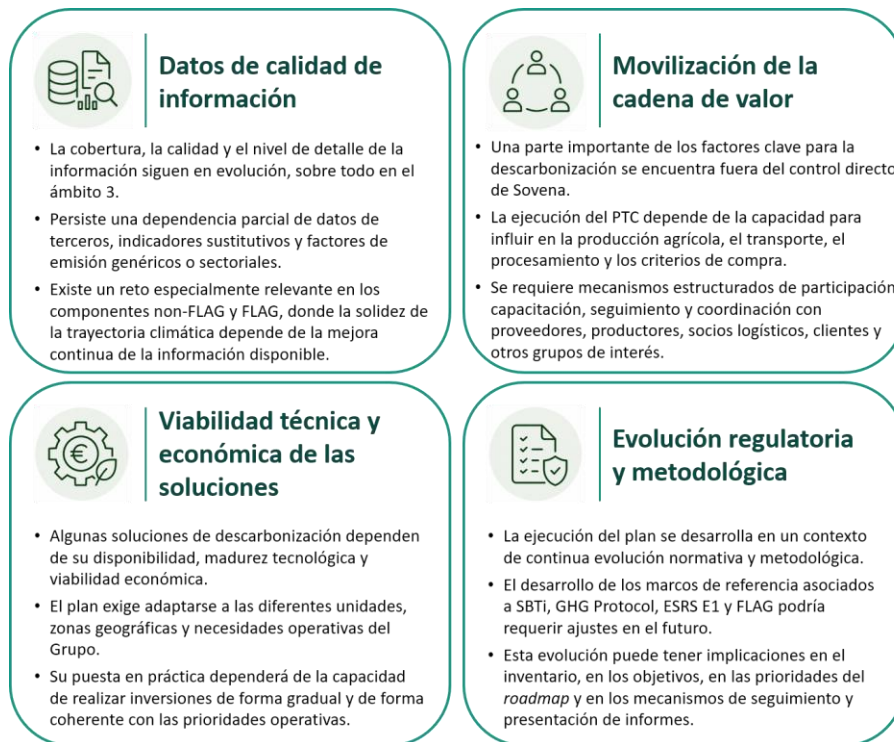 Datos de calidad de
información
• La cobertura, la calidad y el nivel de detalle de la
información siguen en evolución, sobre todo en el
ámbito 3.
• Persiste una dependencia parcial de datos de
terceros, indicadores sustitutivos y factores de
emisión genéricos o sectoriales.
• Existe un reto especialmente relevante en los
componentes non-FLAG y FLAG, donde la solidez de
la trayectoria climática depende de la mejora
continua de la información disponible.
Movilización de la
cadena de valor
• Una parte importante de los factores clave para la
descarbonización se encuentra fuera del control directo
de Sovena.
• La ejecución del PTC depende de la capacidad para
influir en la producción agrícola, el transporte, el
procesamiento y los criterios de compra.
• Se requiere mecanismos estructurados de participación,
capacitación, seguimiento y coordinación con
proveedores, productores, socios logísticos, clientes y
otros grupos de interés.
Viabilidad técnica y
económica de las
soluciones
• Algunas soluciones de descarbonización dependen
de su disponibilidad, madurez tecnológica y
viabilidad económica.
• El plan exige adaptarse a las diferentes unidades,
zonas geográficas y necesidades operativas del
Grupo.
• Su puesta en práctica dependerá de la capacidad
de realizar inversiones de forma gradual y de forma
coherente con las prioridades operativas.
Evolución regulatoria
y metodológica
• La ejecución del plan se desarrolla en un contexto
de continua evolución normativa y metodológica.
• El desarrollo de los marcos de referencia asociados
a SBTi, GHG Protocol, ESRS E1 y FLAG podría
requerir ajustes en el futuro.
• Esta evolución puede tener implicaciones en el
inventario, en los objetivos, en las prioridades del
roadmap y en los mecanismos de seguimiento y
presentación de informes.